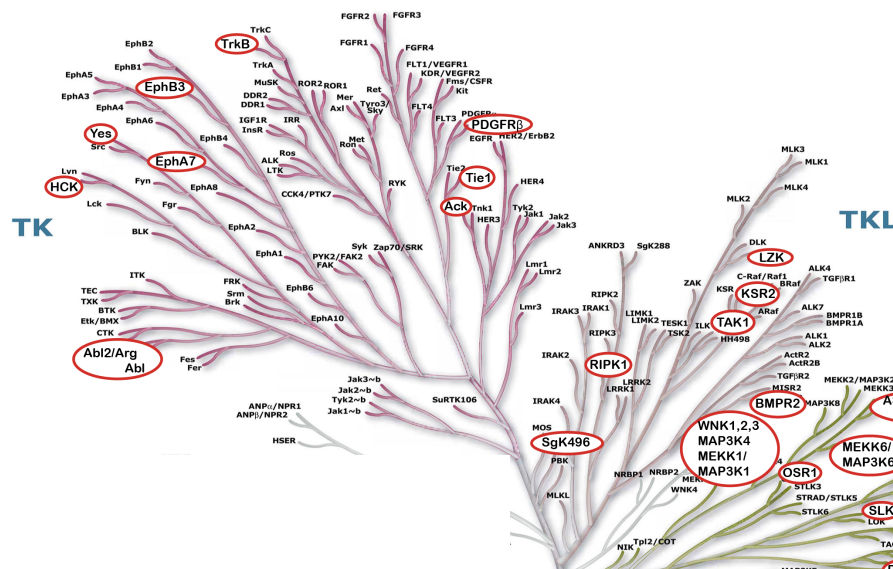 FGFR2
FGFR3
TrkC
TrkB
EphB2
FGFR1
FGFR4
EphB1
TrkA
FLT1/VEGFR1
KDR/VEGFR2
EphA5
MuSK
ROR2
ROR1
Ret
Fms/CSFR
Kit
EphB3
EphA3
DDR2
DDR1
Mer
Axl
Tyro3/
Sky
EphA4
FLT4
IGF1R
IRR
FLT3
PDGFRβ
EphA6
InsR
HER2/ErbB2
Yes
EphB4
Met
Ron
EGFR
Src
Ros
MLK3
MLK1
EphA7
ALK
LTK
Tie2
Tie1
Lyn
HCK
Fyn
EphA8
CCK4/PTK7
RYK
HER4
MLK4
MLK2
Lck
Fgr
Ack
Tnk1
Tyk2
Jak1
TK
EphA2
HER3
Jak2
Jak3
TKL
BLK
Syk
Zap70/SRK
ANKRD3
SgK288
DLK
LZK
EphA1
PYK2/FAK2
FAK
Lmr1
Lmr2
C-Raf/Raf1
ALK4
TGFβR1
ITK
FRK
ZAK
KSR
KSR2
BRaf
TEC
TXK
Srm
EphB6
RIPK2
Brk
IRAK3
IRAK1
LIMK1
LIMK2
BTK
Lmr3
TESK1
TSK2
TAK1
ARaf
ALK7
BMPR1B
BMPR1A
Etk/BMX
EphA10
ILK
HH498
CTK
RIPK3
ALK1
ALK2
Abl2/Arg
Abl
Fes
Fer
IRAK2
RIPK1
ActR2
ActR2B
Jak3~b
LRRK2
LRRK1
TGFβR2
MEKK2/MAP3K2
Jak2~b
MISR2
MEKK3
Tyk2~b
SuRTK106
IRAK4
BMPR2
MAP3K8
A
Jak1~b
ANPα/NPR1
ANPβ/NPR2
MOS
WNK1,2,3
MAP3K4
MEKK1/
MAP3K1
HSER
SgK496
MEKK6/
MAP3K6
PBK
NRBP1
NRBP2
4
OSR1
MLKL
WNK4
STLK3
STRAD/STLK5
STLK6
SLK
LOK
NIK
Tpl2/COT